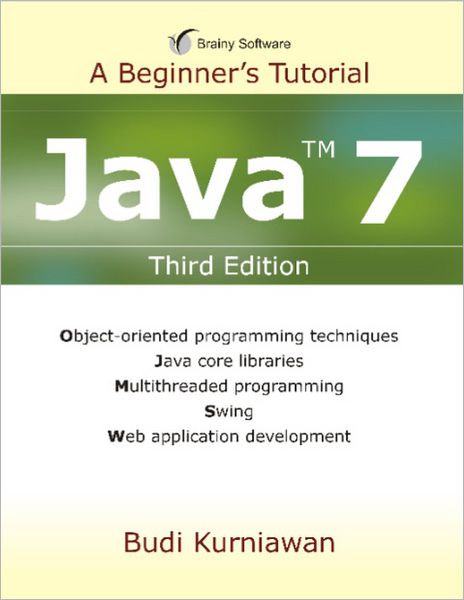 Brainy Software
A Beginner's Tutorial
Java™ 7
Third Edition
Object-oriented programming techniques
Java core libraries
Multithreaded programming
Swing
Web application development
Budi Kurniawan